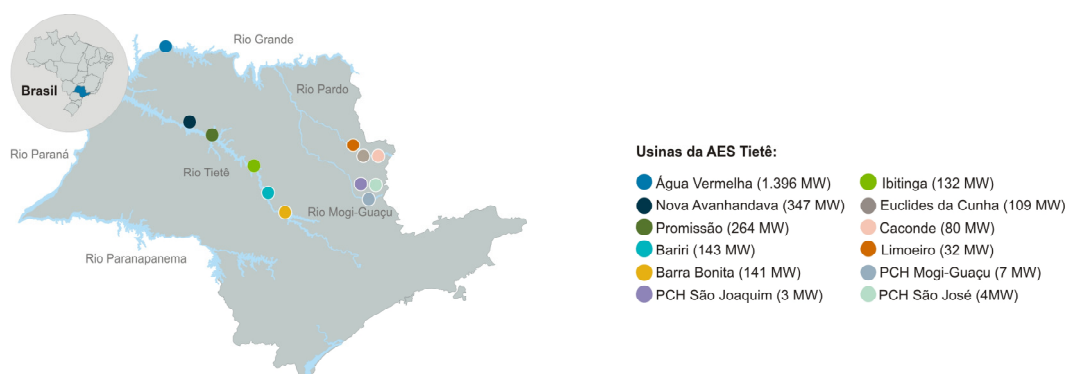 Rio Grande
Brasil
Rio Pardo
Rio Paraná
Rio Tietê
Rio Mogi-Guaçu
Rio Paranapanema
Usinas da AES Tietê:
Água Vermelha (1.396 MW)
Nova Avanhandava (347 MW)
Promissão (264 MW)
Bariri (143 MW)
Barra Bonita (141 MW)
PCH São Joaquim (3 MW)
Ibitinga (132 MW)
Euclides da Cunha (109 MW)
Caconde (80 MW)
Limoeiro (32 MW)
PCH Mogi-Guaçu (7 MW)
PCH São José (4MW)